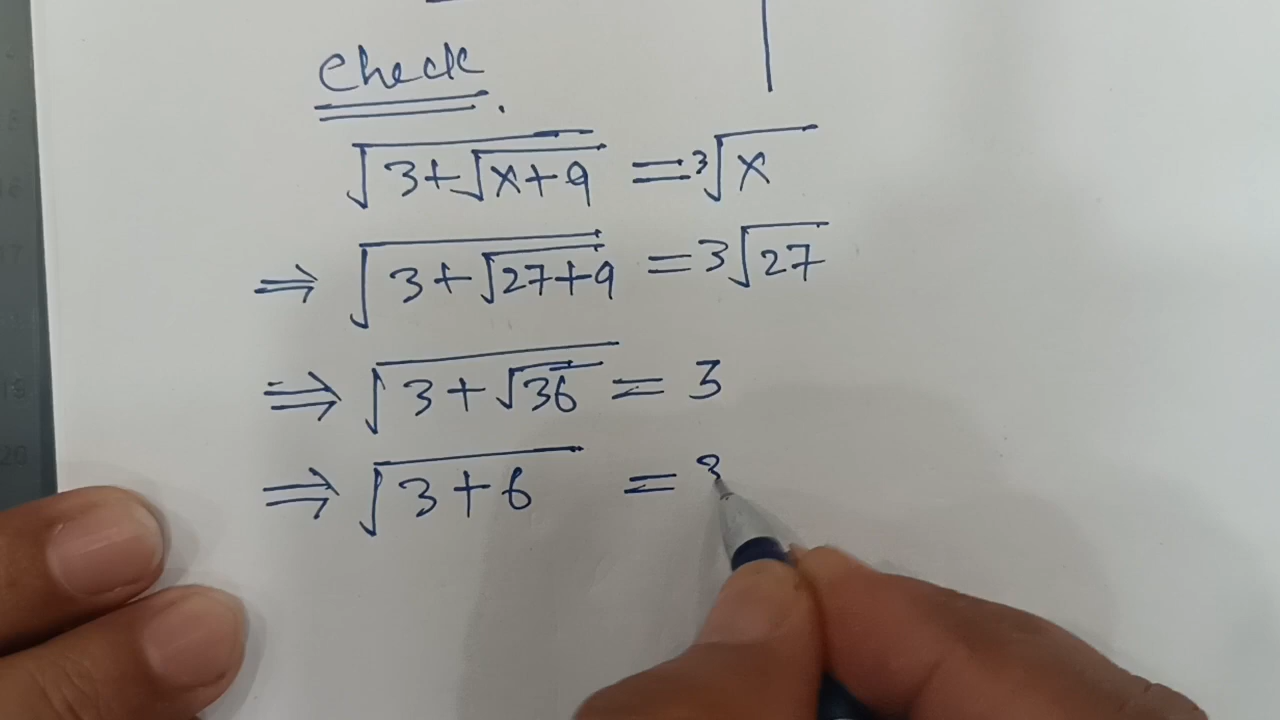 Check.
√(3+√(x+9)) = ³√x
⇒ √(3+√(27+9)) = ³√27
⇒ √(3+√36) = 3
⇒ √(3+6) = 3